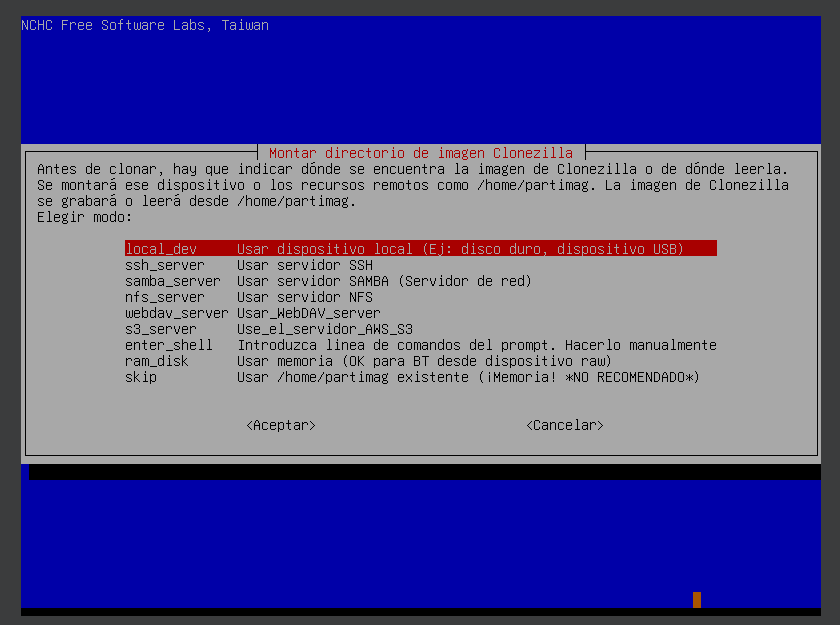 NCHC Free Software Labs, Taiwan
Montar directorio de imagen Clonezilla
Antes de clonar, hay que indicar dónde se encuentra la imagen de Clonezilla o de dónde leerla.
Se montará ese dispositivo o los recursos remotos como /home/partimag. La imagen de Clonezilla
se grabará o leerá desde /home/partimag.
Elegir modo:
local_dev Usar dispositivo local (Ej: disco duro, dispositivo USB)
ssh_server Usar servidor SSH
samba_server Usar servidor SAMBA (Servidor de red)
nfs_server Usar servidor NFS
webdav_server Usar_WebDAV_server
s3_server Use_el_servidor_AWS_S3
enter_shell Introduzca linea de comandos del prompt. Hacerlo manualmente
ram_disk Usar memoria (OK para BT desde dispositivo raw)
skip Usar /home/partimag existente (¡Memoria! *NO RECOMENDADO*)
<Aceptar> <Cancelar>